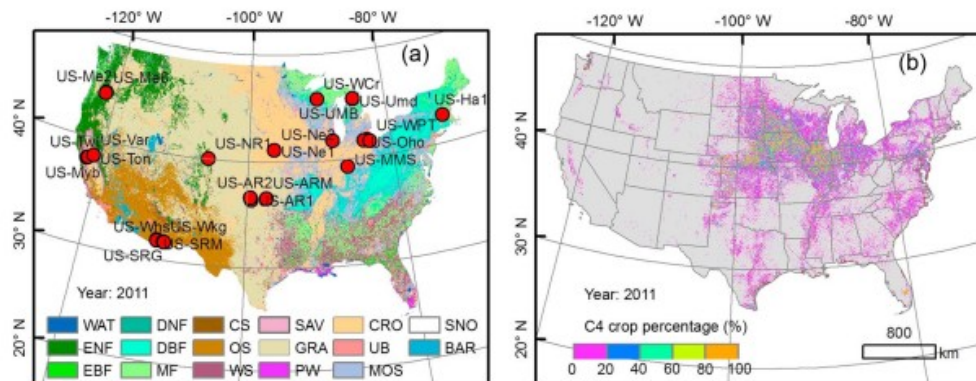 -120° -100° -80°
(a)
US-Me2 US-Me6
US-WCr
US-Umd
US-UMB
US-Ha1
US-WPT
US-Var
US-Ne2
US-Oho
US-NR1
US-Ne1
US-Ton
US-MMS
US-Myb
US-AR2 US-ARM
US-AR1
US-Whs US-Wkg
US-SRM
US-SRG
40° N
30° N
20° N
Year: 2011
WAT DNF CS SAV CRO SNO
ENF DBF OS GRA UB BAR
EBF MF WS PW MOS
-120° -100° -80°
(b)
40° N
30° N
20° N
Year: 2011
C4 crop percentage (%)
0 20 40 60 80 100
800
km